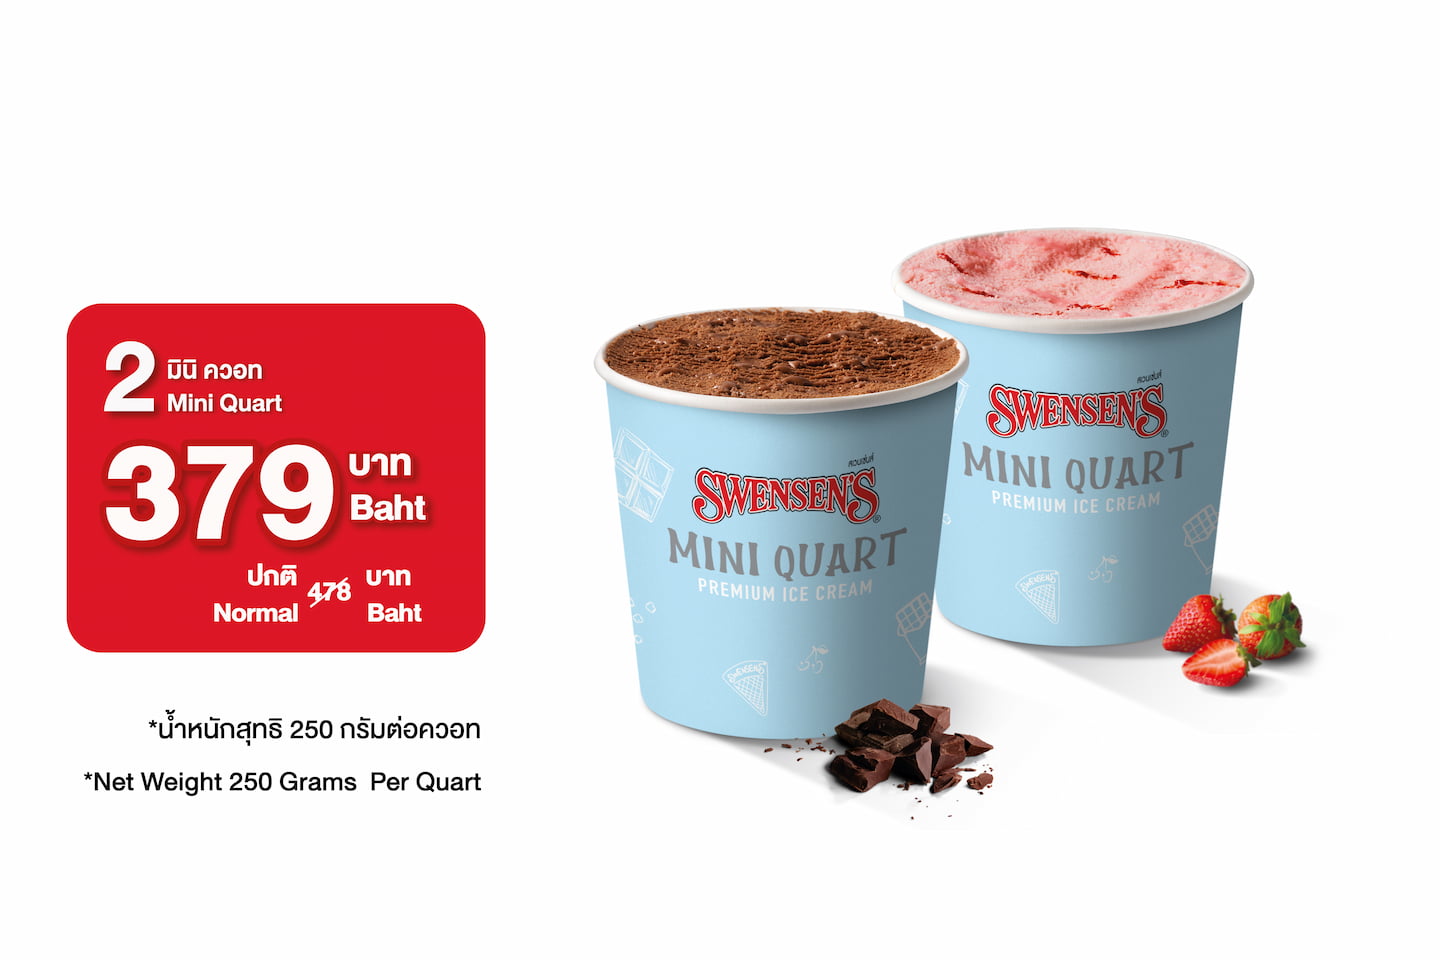 2 มินิ ควอท
Mini Quart
379 บาท
Baht
ปกติ 478 บาท
Normal Baht
*น้ำหนักสุทธิ 250 กรัมต่อควอท
*Net Weight 250 Grams Per Quart
สเวนเซ่นส์
SWENSEN'S®
MINI QUART
PREMIUM ICE CREAM
SWENSEN'S
สเวนเซ่นส์
SWENSEN'S®
MINI QUART
PREMIUM ICE CREAM
SWENSEN'S